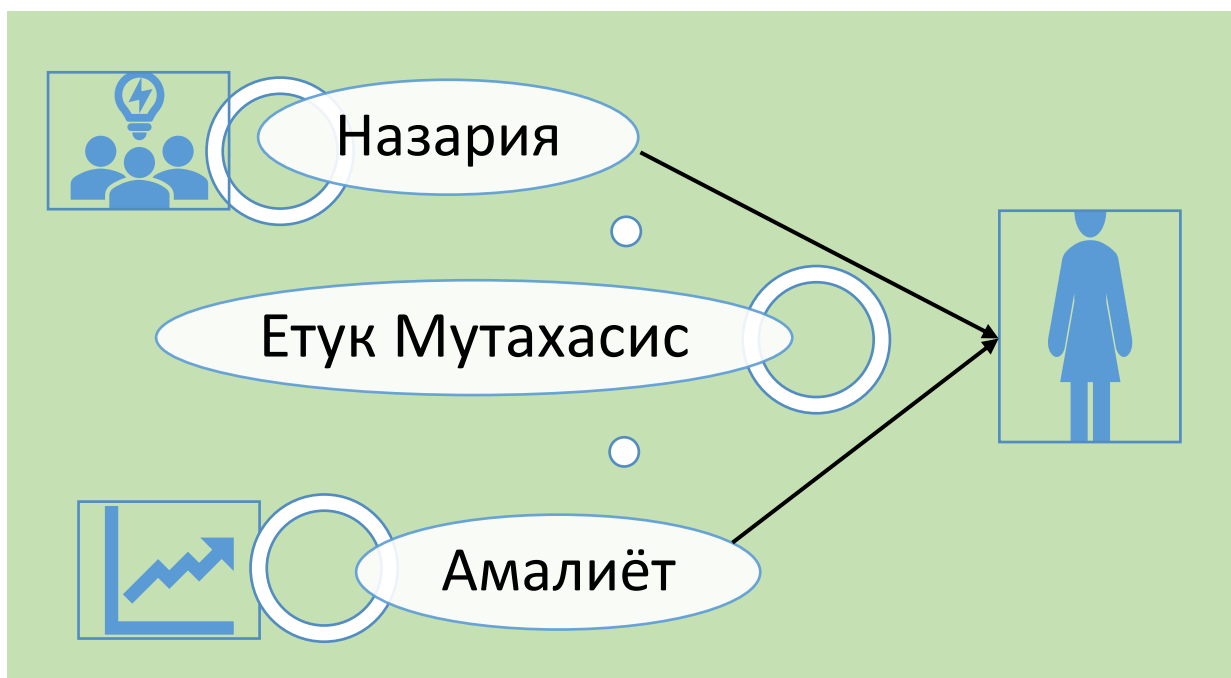 Назария
Етук Мутахасис
Амалиёт